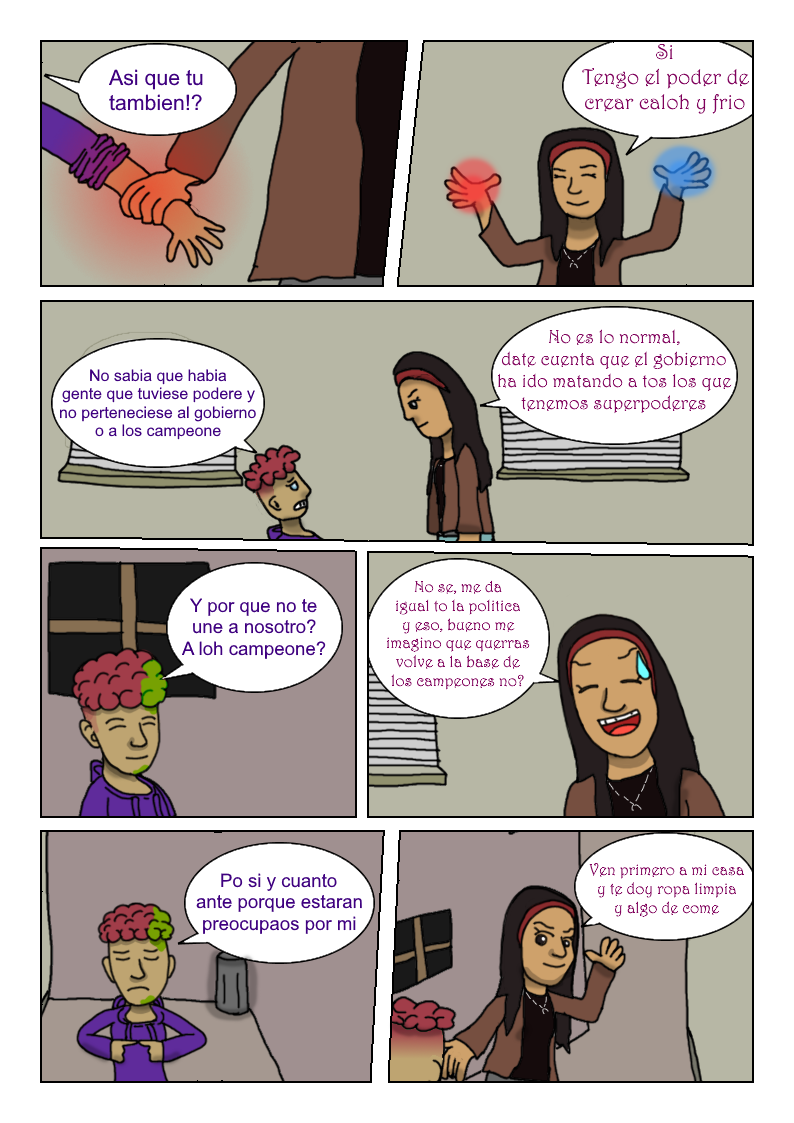 Asi que tu
tambien!?
Si
Tengo el poder de
crear caloh y frio
No sabia que habia
gente que tuviese podere y
no perteneciese al gobierno
o a los campeone
No es lo normal,
date cuenta que el gobierno
ha ido matando a tos los que
tenemos superpoderes
Y por que no te
une a nosotro?
A loh campeone?
No se, me da
igual to la politica
y eso, bueno me
imagino que querras
volve a la base de
los campeones no?
Po si y cuanto
ante porque estaran
preocupaos por mi
Ven primero a mi casa
y te doy ropa limpia
y algo de come